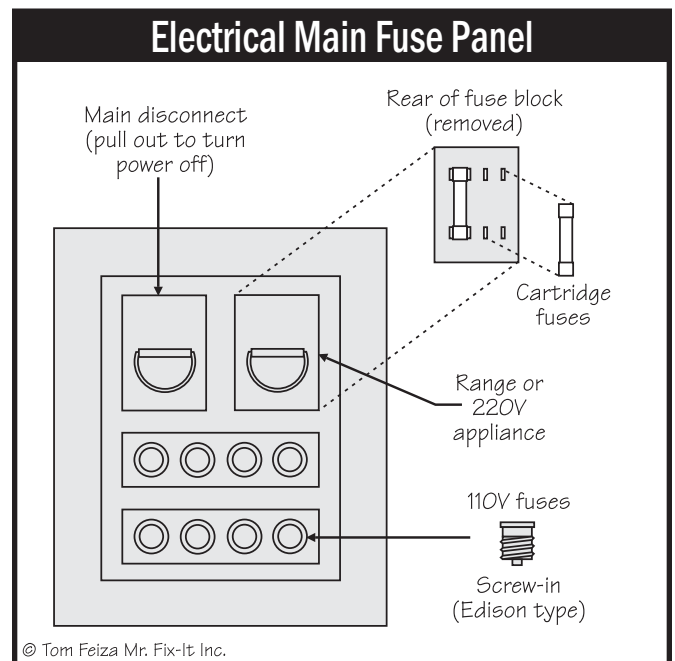 Electrical Main Fuse Panel
Main disconnect
(pull out to turn
power off)
Rear of fuse block
(removed)
Cartridge
fuses
Range or
220V
appliance
110V fuses
Screw-in
(Edison type)
© Tom Feiza Mr. Fix-It Inc.